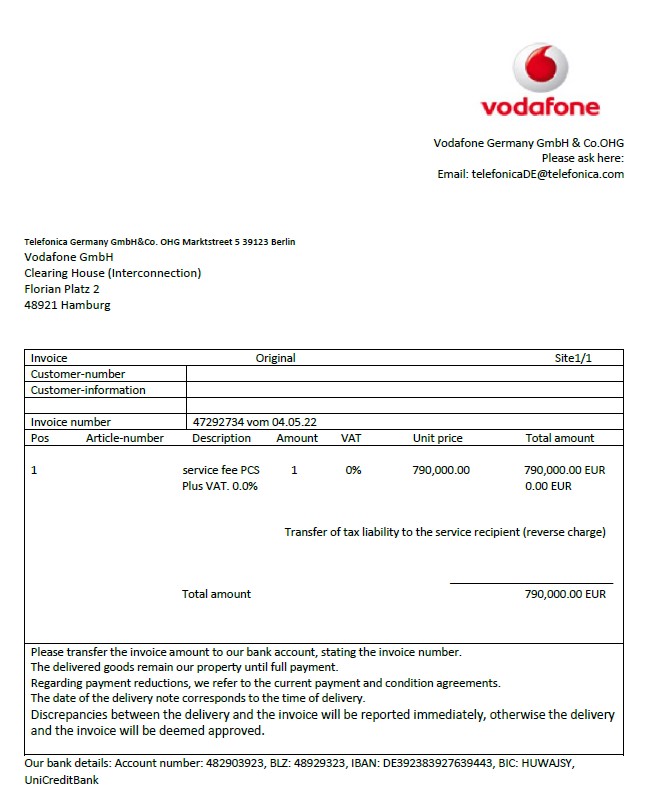 vodafone
Vodafone Germany GmbH & Co.OHG
Please ask here:
Email: telefonicaDE@telefonica.com
Telefonica Germany GmbH&Co. OHG Marktstreet 5 39123 Berlin
Vodafone GmbH
Clearing House (Interconnection)
Florian Platz 2
48921 Hamburg
Invoice Original Site1/1
Customer-number
Customer-information
Invoice number 47292734 vom 04.05.22
Pos Article-number Description Amount VAT Unit price Total amount
1 service fee PCS 1 0% 790,000.00 790,000.00 EUR
Plus VAT. 0.0% 0.00 EUR
Transfer of tax liability to the service recipient (reverse charge)
Total amount 790,000.00 EUR
Please transfer the invoice amount to our bank account, stating the invoice number.
The delivered goods remain our property until full payment.
Regarding payment reductions, we refer to the current payment and condition agreements.
The date of the delivery note corresponds to the time of delivery.
Discrepancies between the delivery and the invoice will be reported immediately, otherwise the delivery
and the invoice will be deemed approved.
Our bank details: Account number: 482903923, BLZ: 48929323, IBAN: DE392383927639443, BIC: HUWAJSY,
UniCreditBank